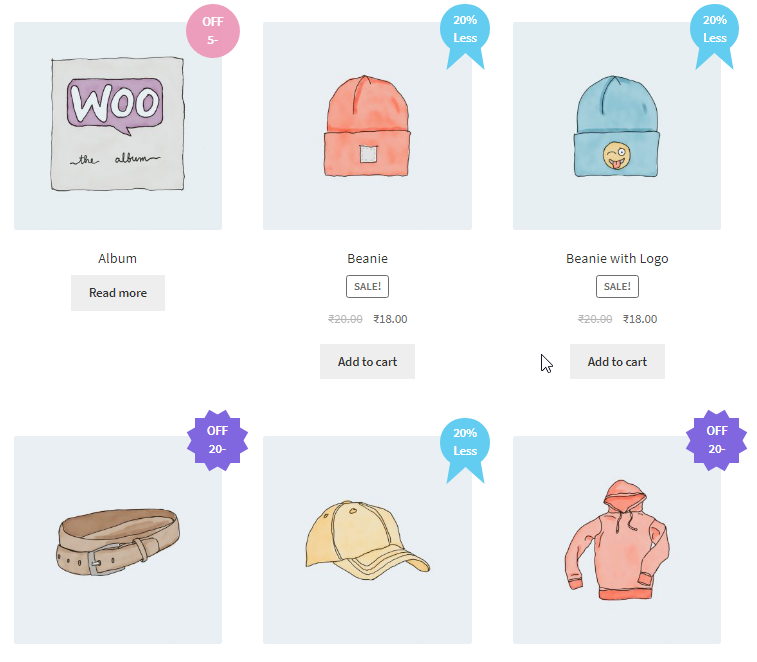 OFF
5-
20%
Less
20%
Less
WOO
the album
Album
Beanie
Beanie with Logo
Read more
SALE!
SALE!
₹20.00 ₹18.00
₹20.00 ₹18.00
Add to cart
Add to cart
OFF
20-
20%
Less
OFF
20-